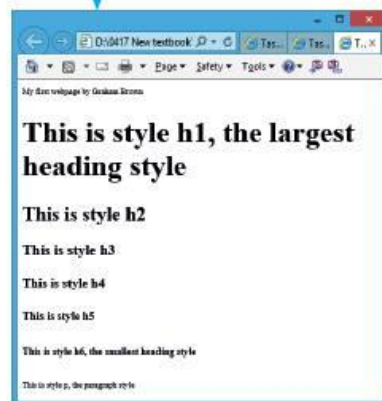 D:\0417 New textbook
Tas...
Tas...
T...
Page
Safety
Tools
My first webpage by Graham Brown
This is style h1, the largest
heading style
This is style h2
This is style h3
This is style h4
This is style h5
This is style h6, the smallest heading style
This is style p, the paragraph style